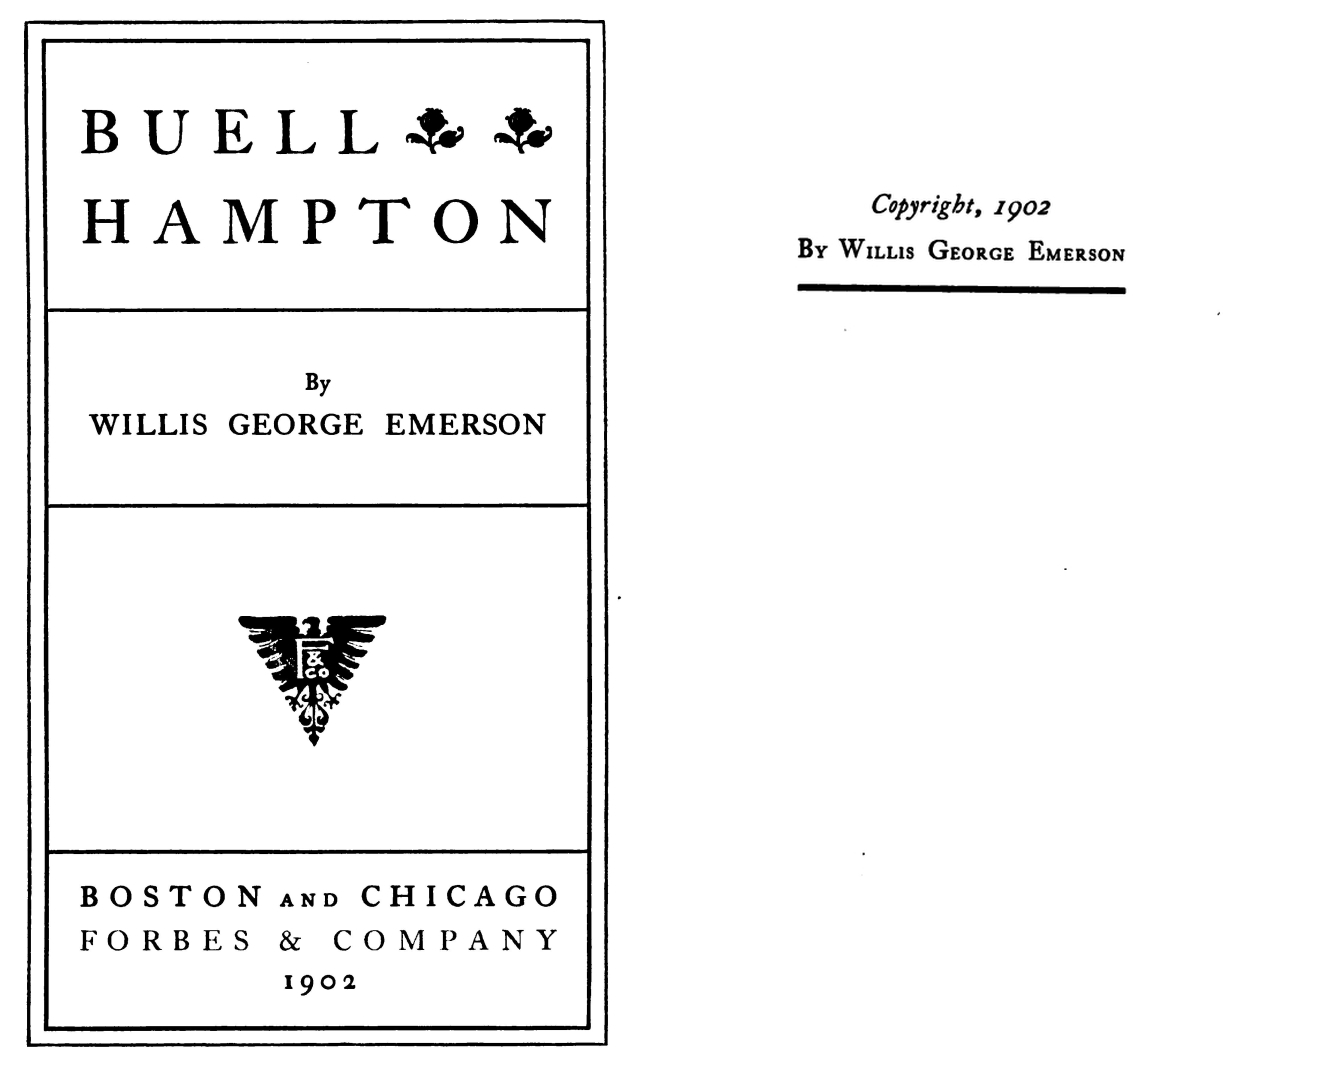 BUELL
HAMPTON
By
WILLIS GEORGE EMERSON
F
&
CO
BOSTON AND CHICAGO
FORBES & COMPANY
1902
Copyright, 1902
By Willis George Emerson